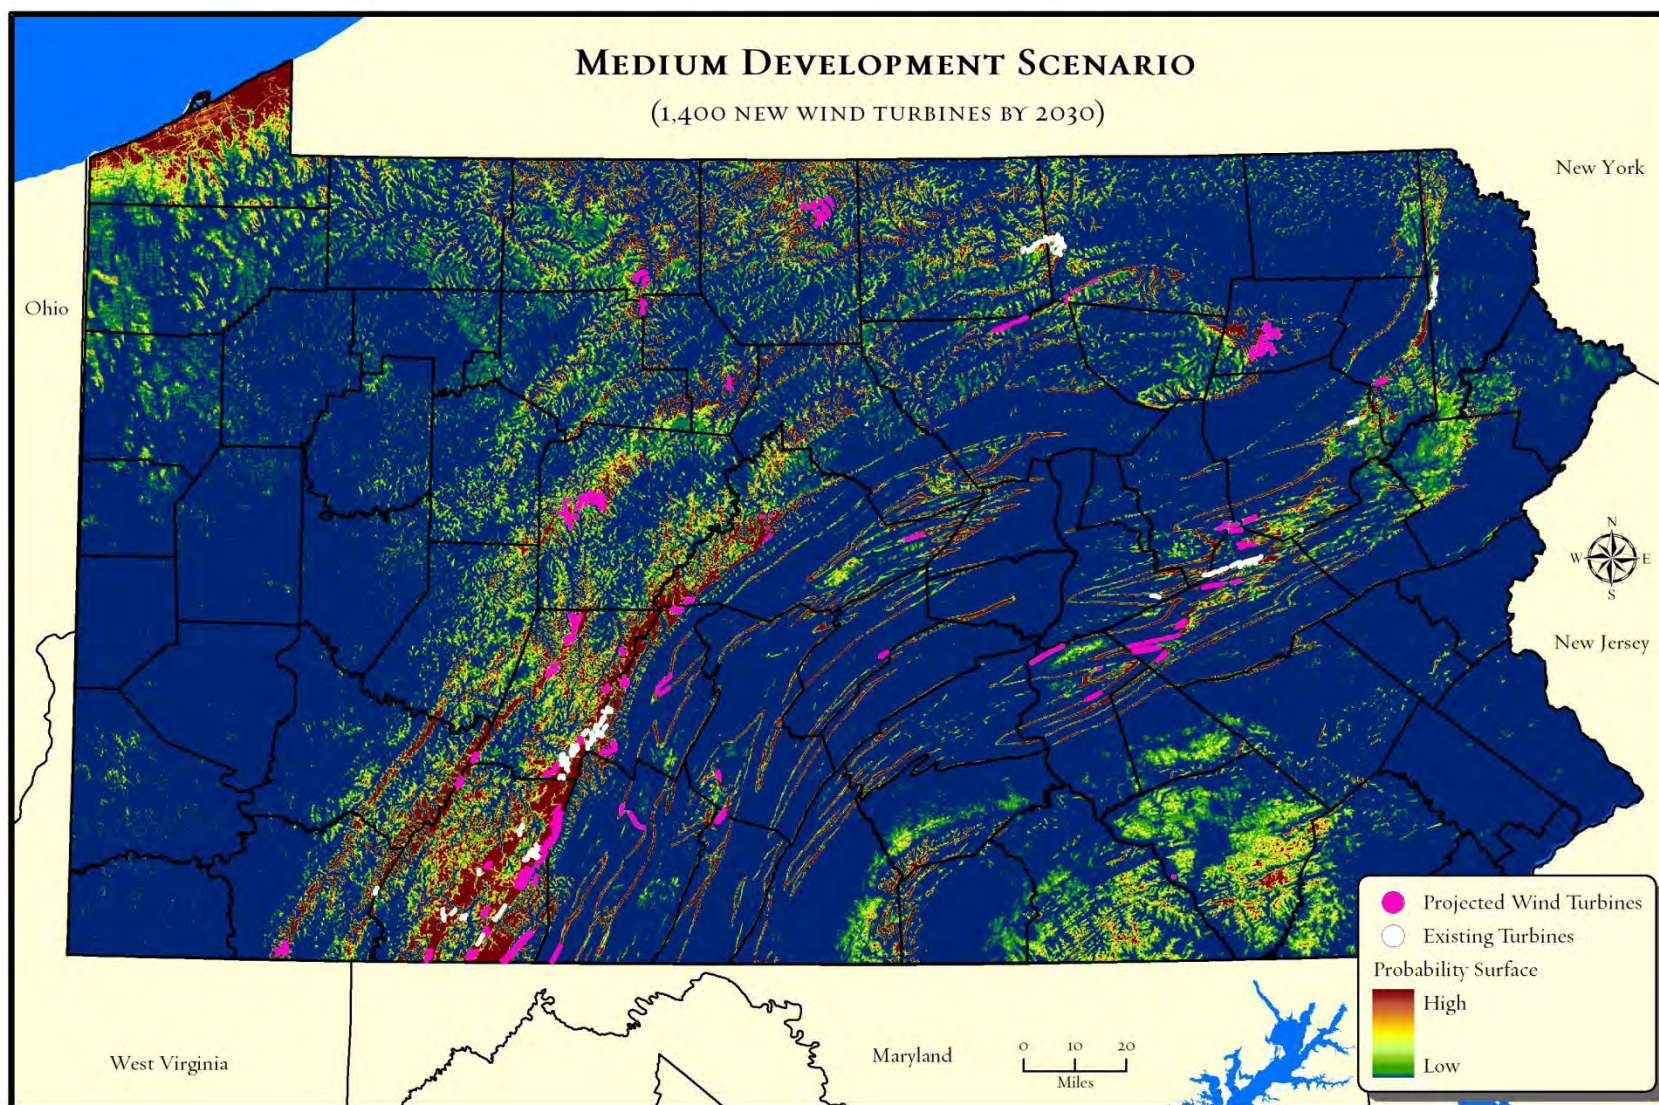 MEDIUM DEVELOPMENT SCENARIO
(1,400 NEW WIND TURBINES BY 2030)
New York
Ohio
N
W E
S
New Jersey
Projected Wind Turbines
Existing Turbines
Probability Surface
High
Low
West Virginia
Maryland
0 10 20
Miles